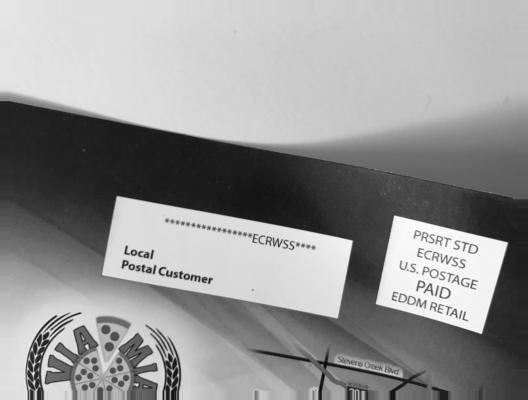 *****************ECRWSS****
Local
Postal Customer
PRSRT STD
ECRWSS
U.S. POSTAGE
PAID
EDDM RETAIL
VIA MIA
Stevens Creek Blvd.